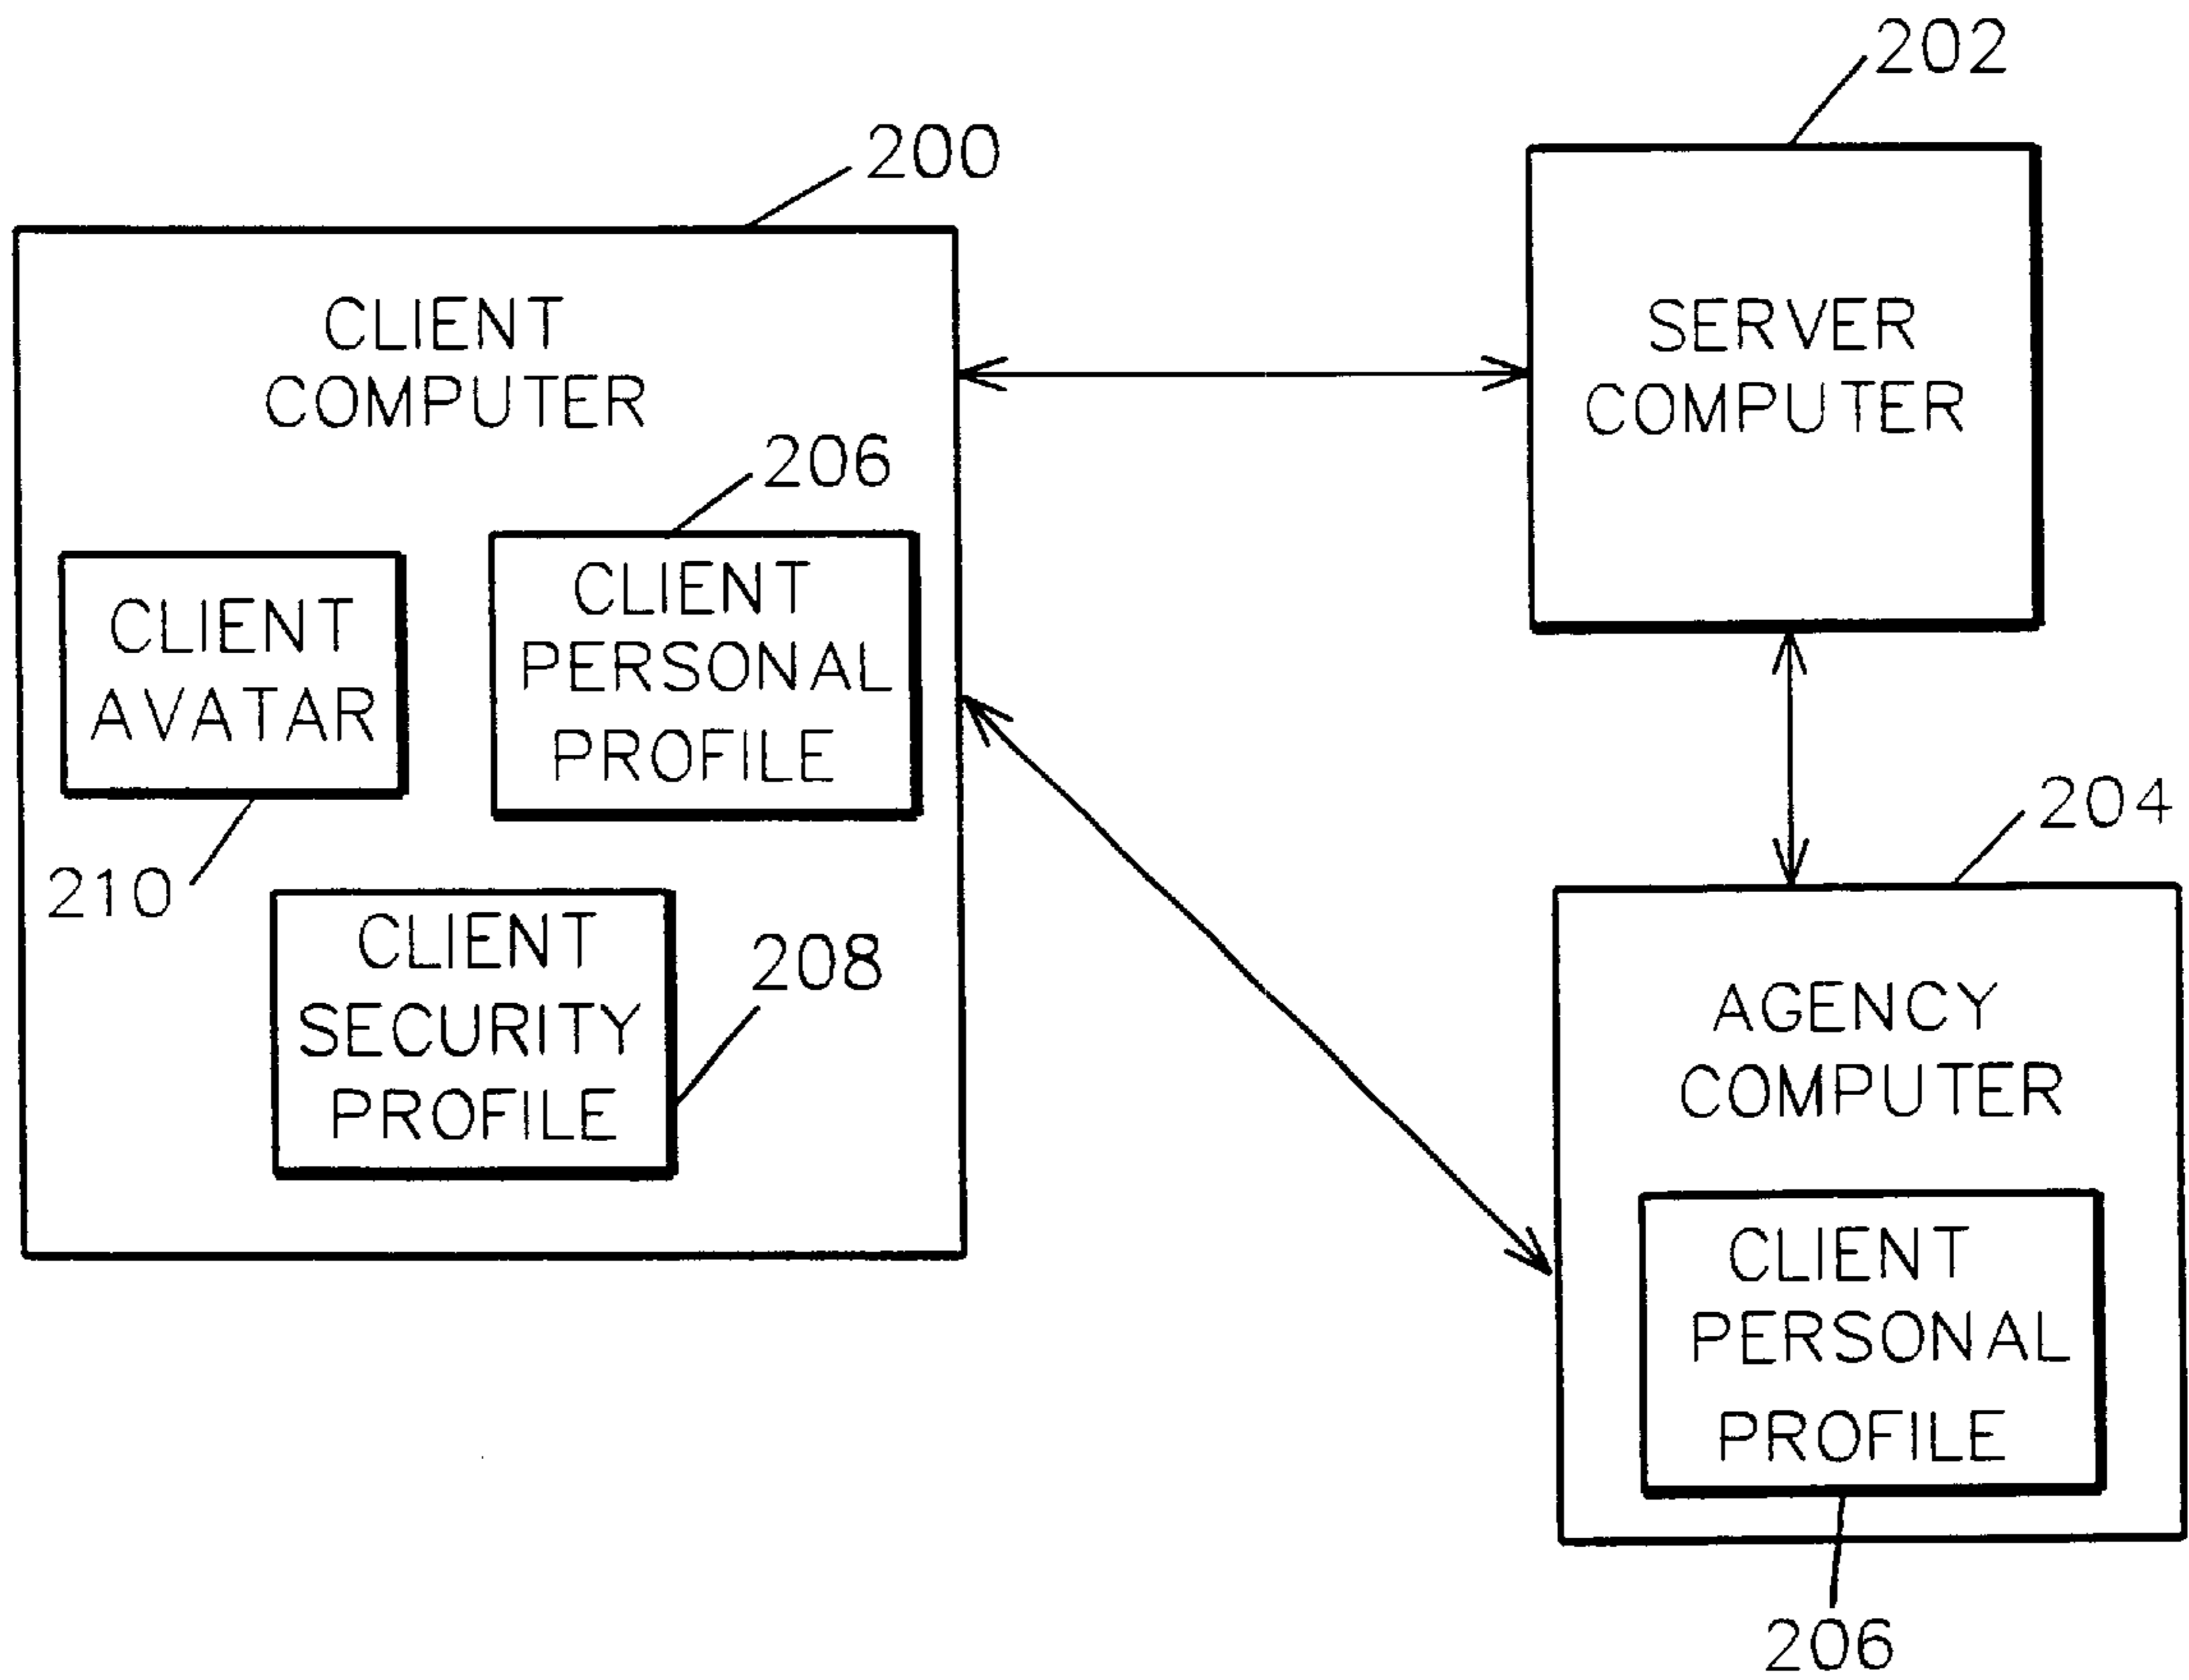 202
200
CLIENT
COMPUTER
SERVER
COMPUTER
206
CLIENT
AVATAR
CLIENT
PERSONAL
PROFILE
210
204
CLIENT
SECURITY
PROFILE
208
AGENCY
COMPUTER
CLIENT
PERSONAL
PROFILE
206